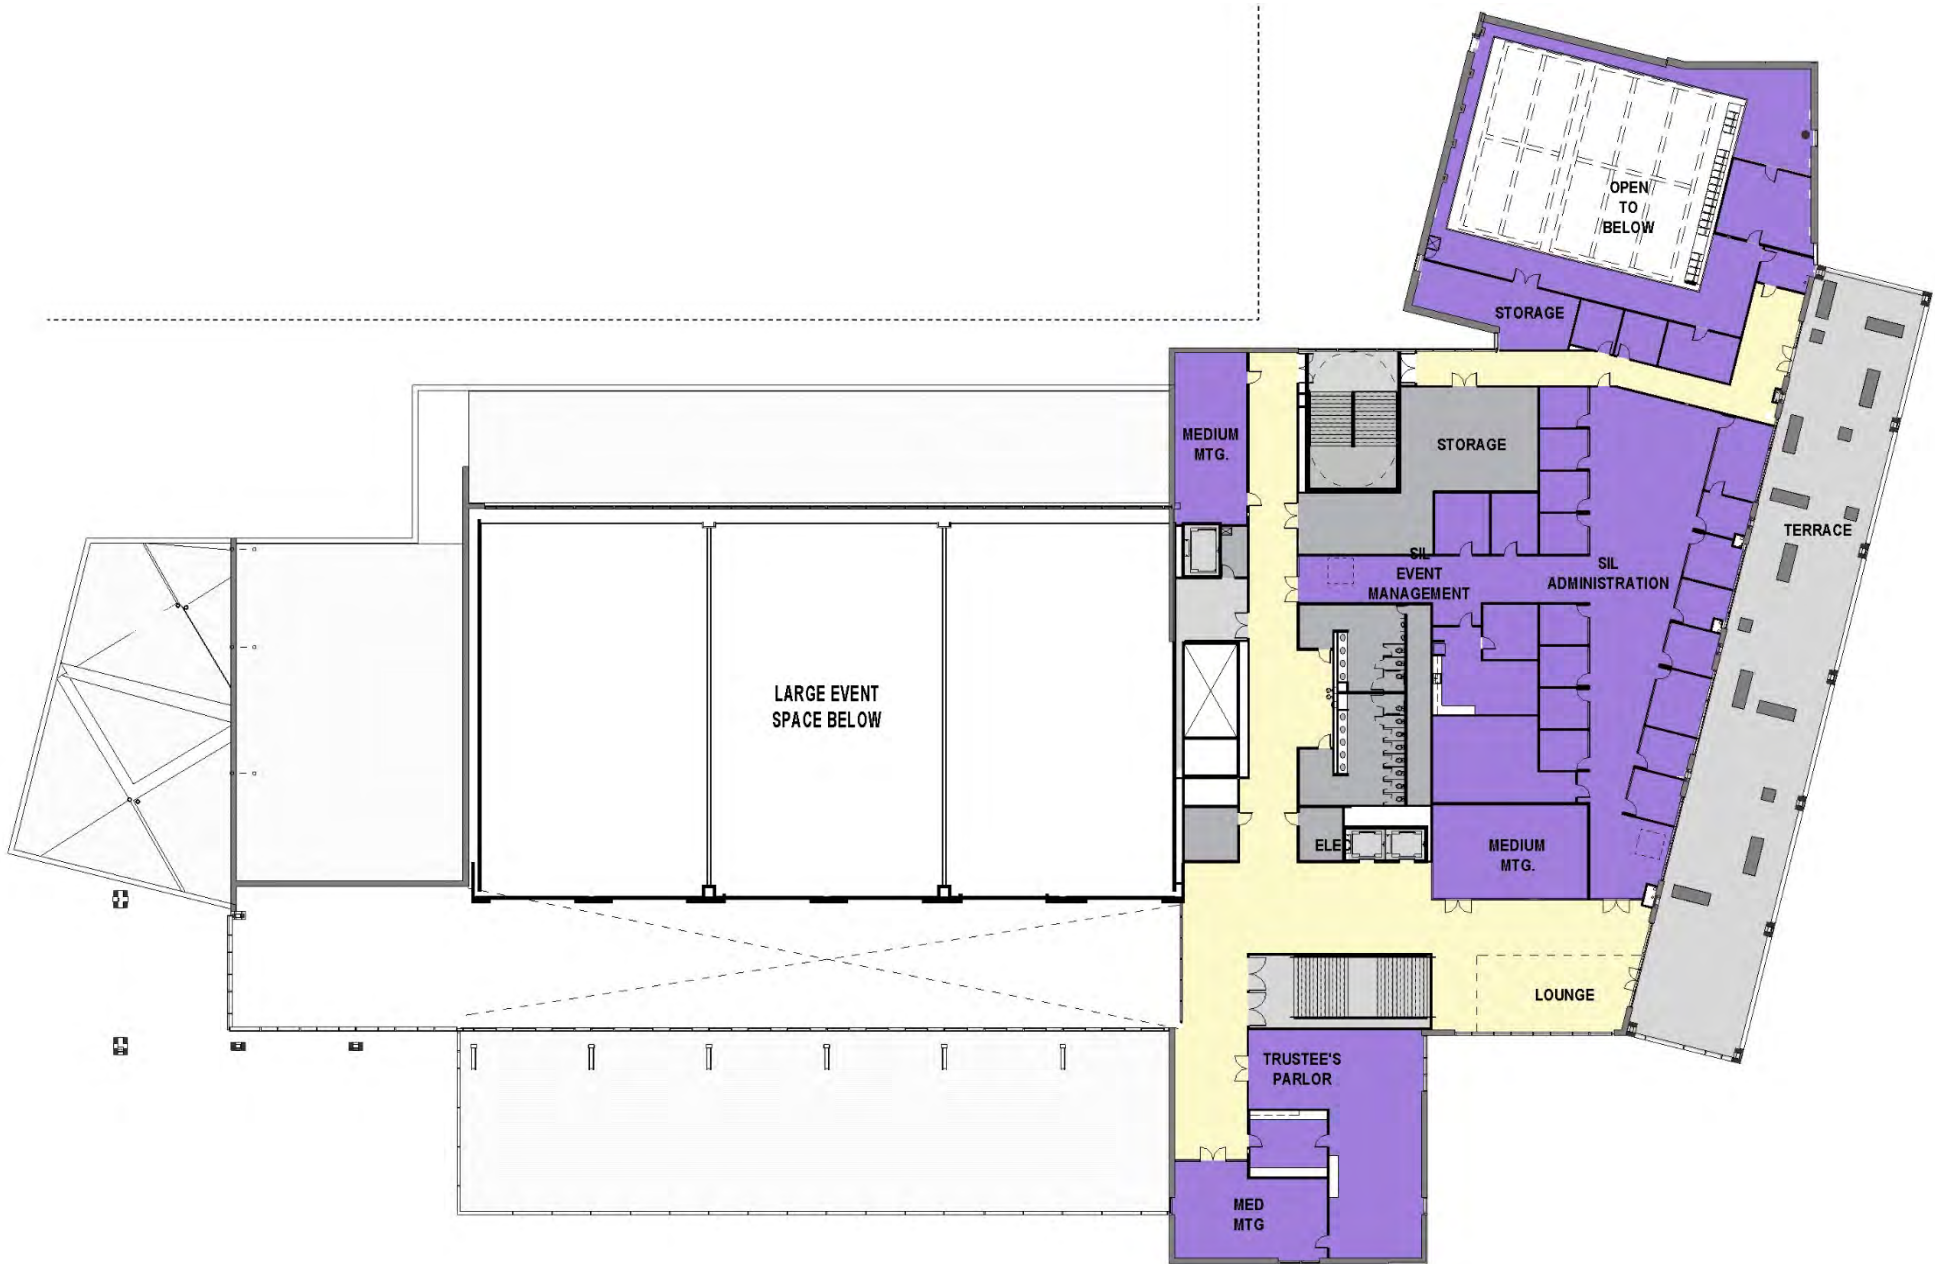 OPEN
TO
BELOW
STORAGE
MEDIUM
MTG.
STORAGE
TERRACE
SIL
EVENT
MANAGEMENT
SIL
ADMINISTRATION
LARGE EVENT
SPACE BELOW
ELE
MEDIUM
MTG.
LOUNGE
TRUSTEE'S
PARLOR
MED
MTG